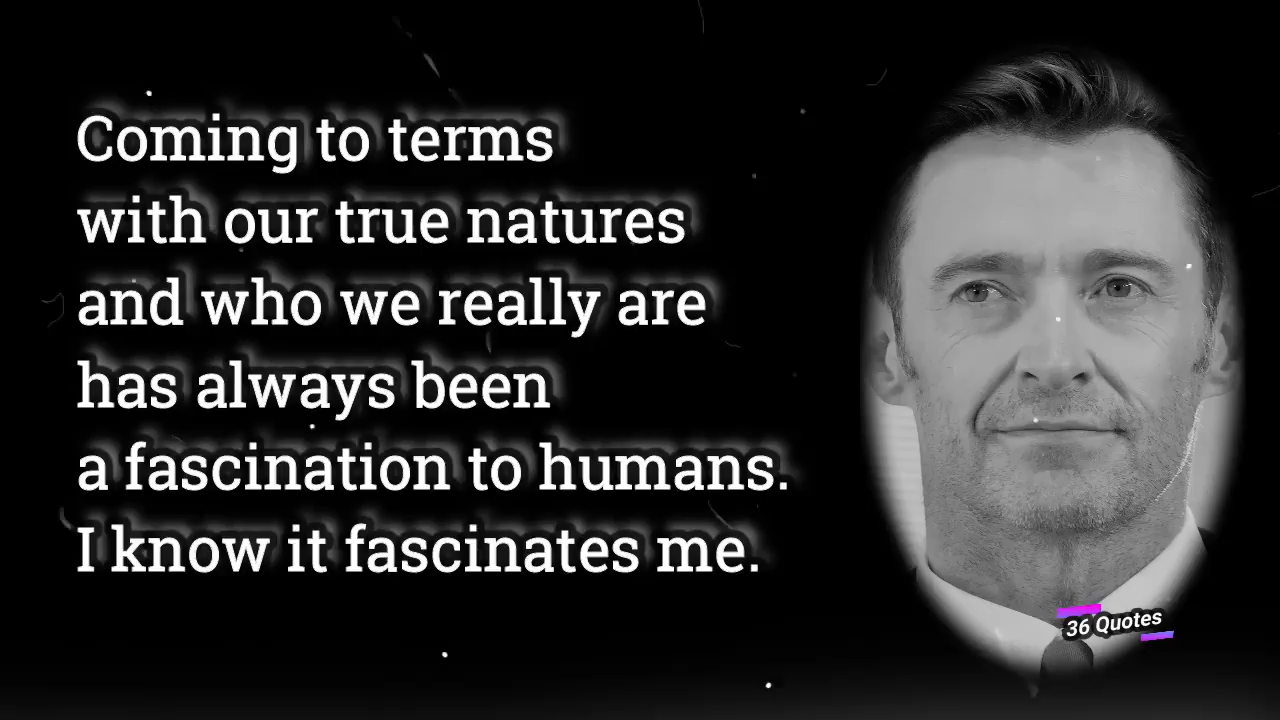 Coming to terms
with our true natures
and who we really are
has always been
a fascination to humans.
I know it fascinates me.
36 Quotes